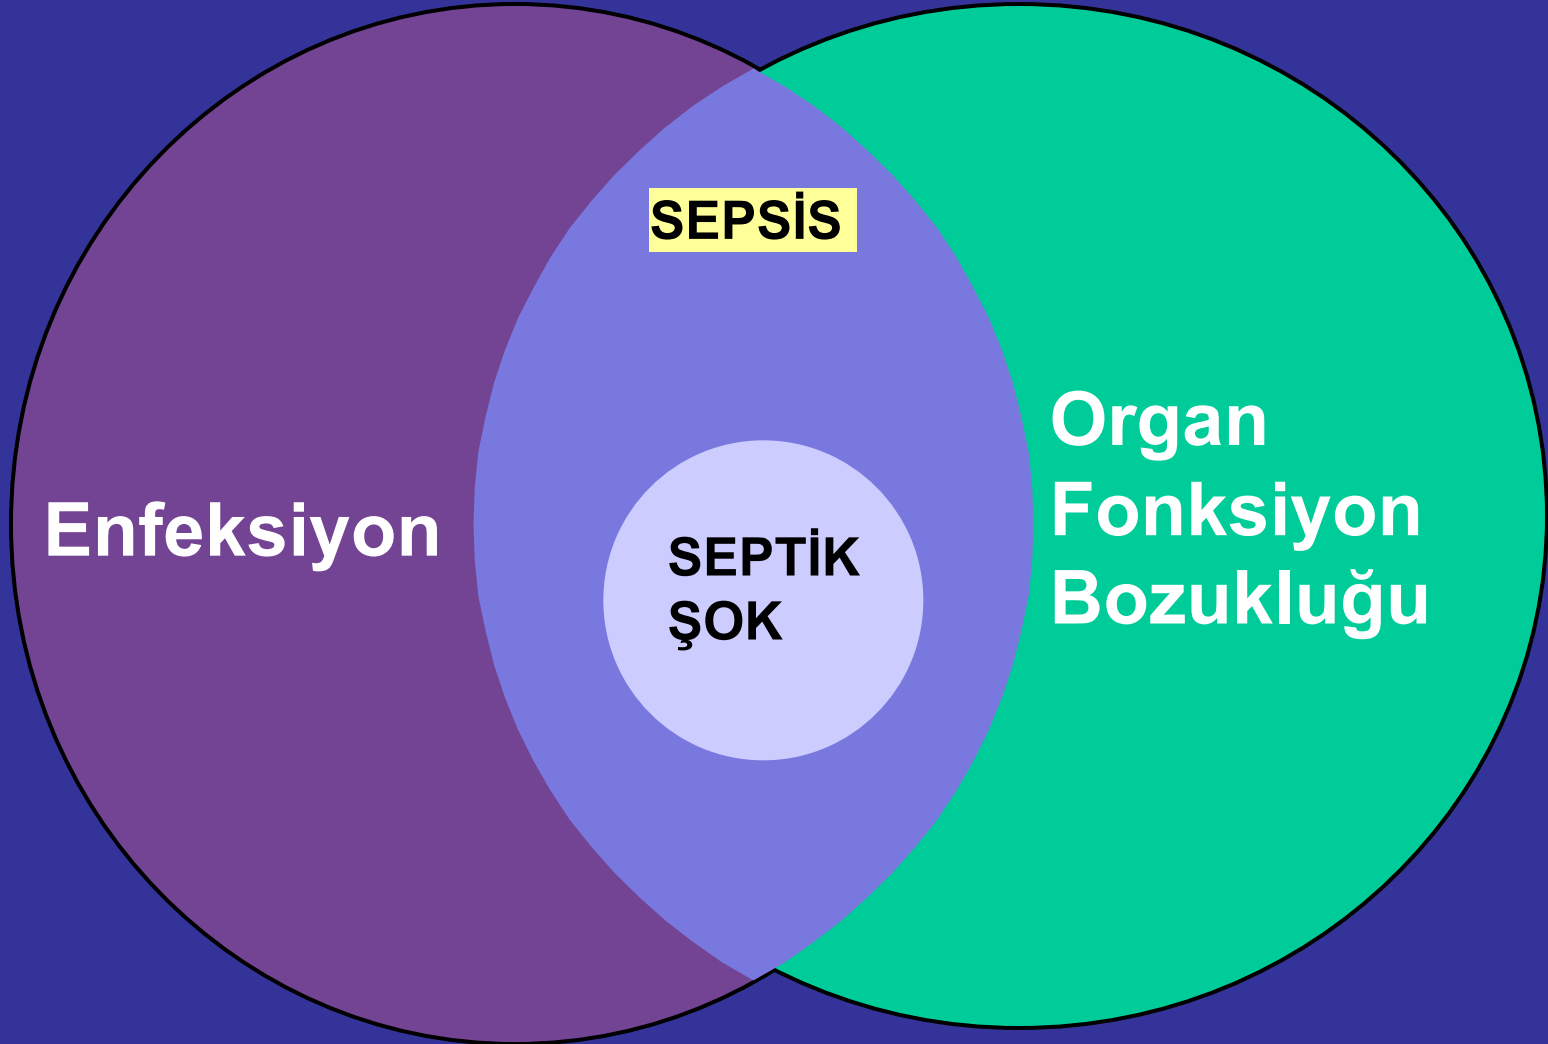 SEPSİS
Enfeksiyon
SEPTİK
ŞOK
Organ
Fonksiyon
Bozukluğu